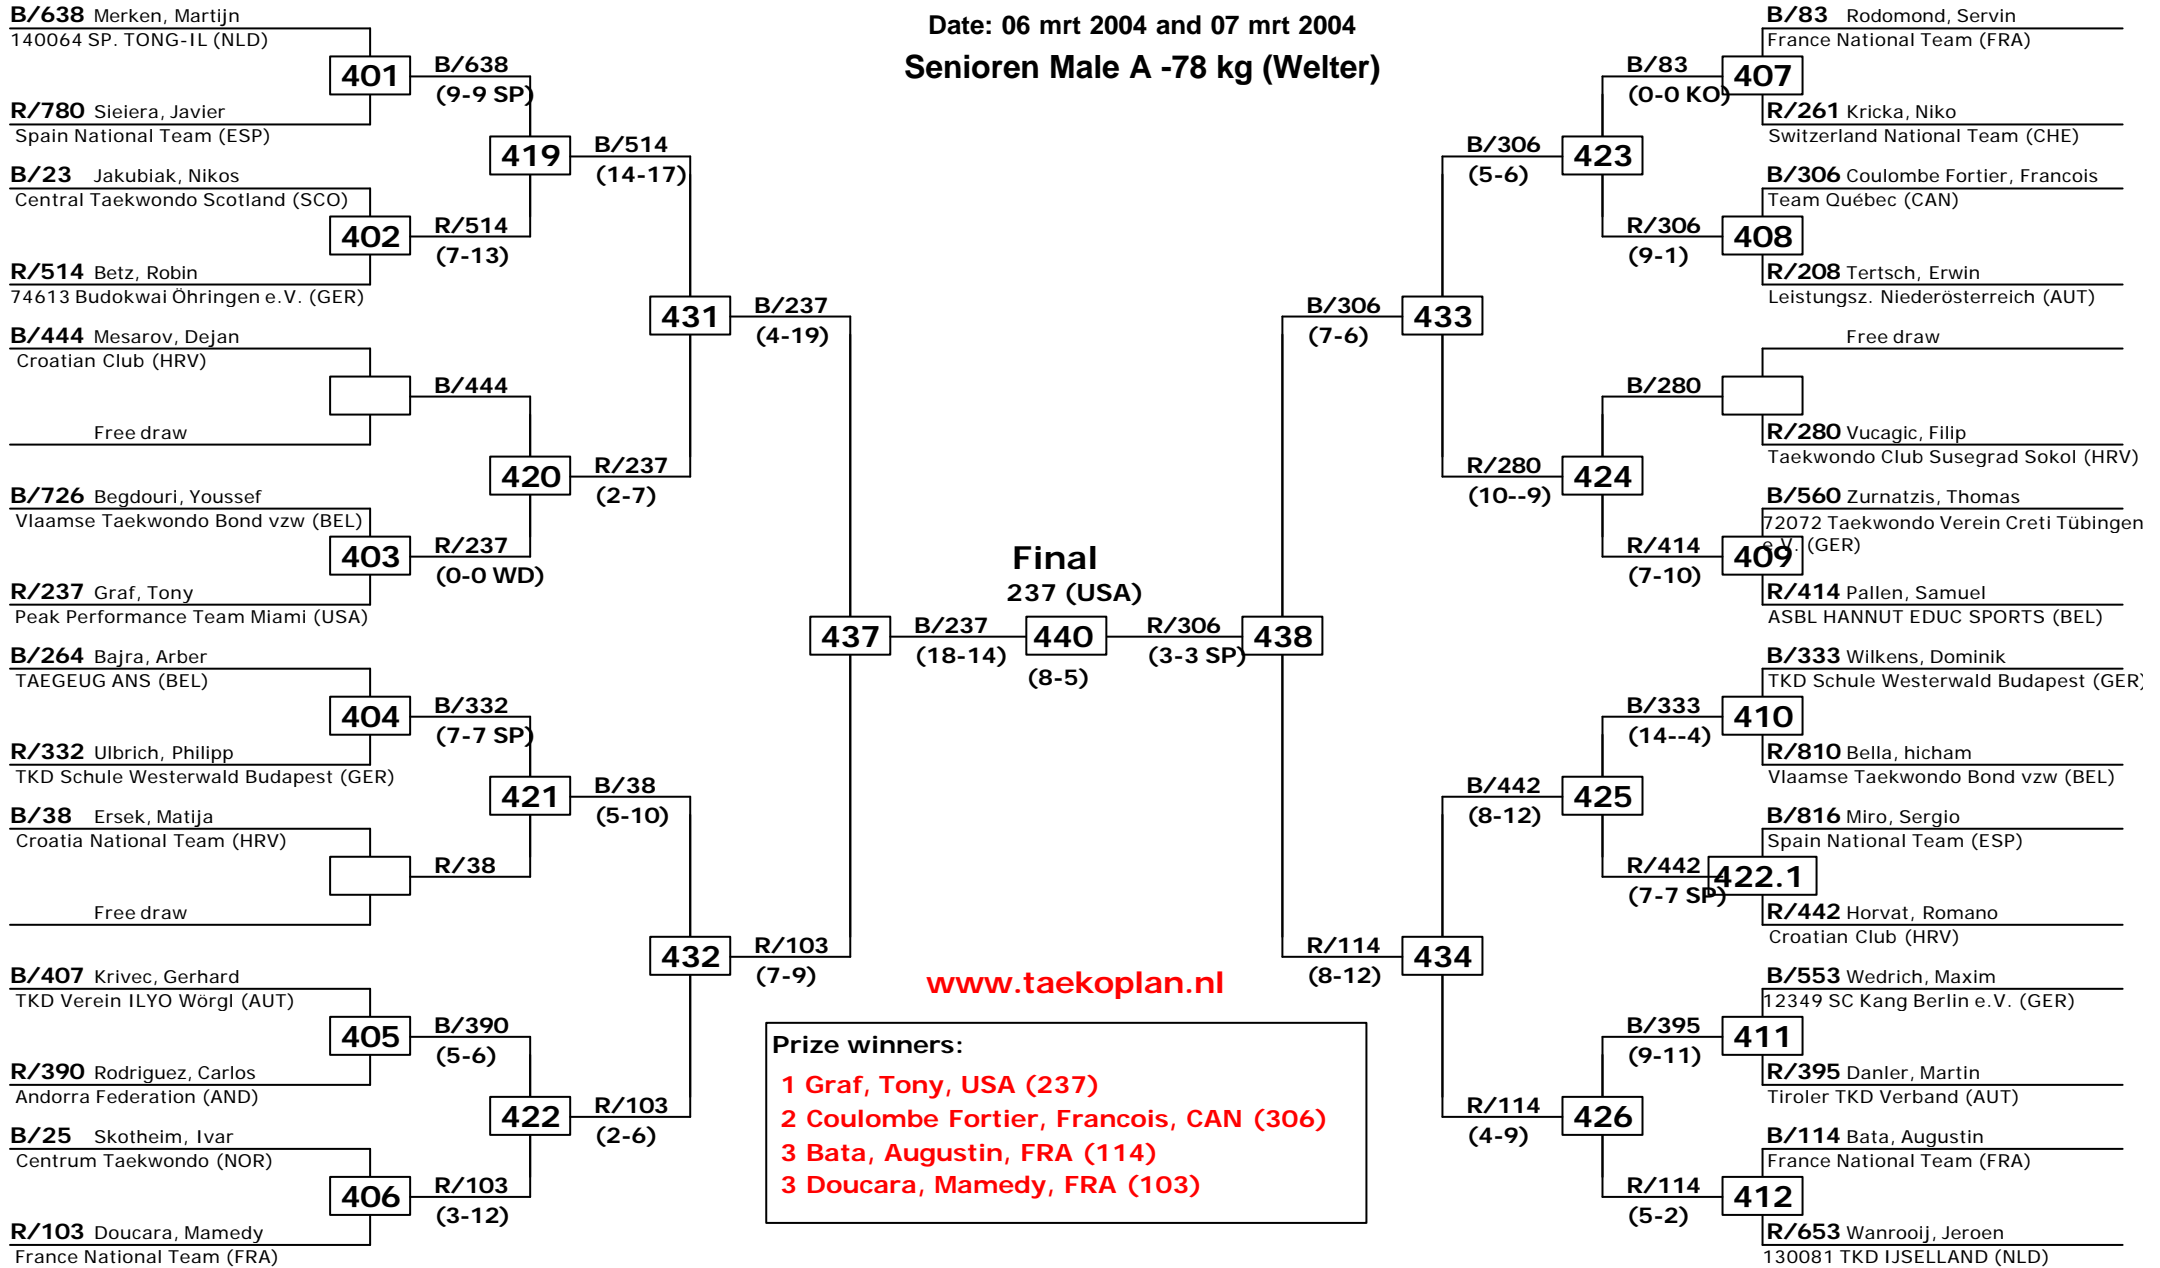 Date: 06 mrt 2004 and 07 mrt 2004
Senioren Male A -78 kg (Welter)
B/638 Merken, Martijn
140064 SP. TONG-IL (NLD)
401
B/638
(9-9 SP)
R/780 Sieiera, Javier
Spain National Team (ESP)
419
B/514
(14-17)
B/23 Jakubiak, Nikos
Central Taekwondo Scotland (SCO)
402
R/514
(7-13)
R/514 Betz, Robin
74613 Budokwai Öhringen e.V. (GER)
431
B/237
(4-19)
B/444 Mesarov, Dejan
Croatian Club (HRV)
B/444
Free draw
420
R/237
(2-7)
B/726 Begdouri, Youssef
Vlaamse Taekwondo Bond vzw (BEL)
403
R/237
(0-0 WD)
R/237 Graf, Tony
Peak Performance Team Miami (USA)
437
B/237
(18-14)
B/264 Bajra, Arber
TAEGEUG ANS (BEL)
404
B/332
(7-7 SP)
R/332 Ulbrich, Philipp
TKD Schule Westerwald Budapest (GER)
421
B/38
(5-10)
B/38 Ersek, Matija
Croatia National Team (HRV)
R/38
Free draw
432
R/103
(7-9)
B/407 Krivec, Gerhard
TKD Verein ILYO Wörgl (AUT)
405
B/390
(5-6)
R/390 Rodriguez, Carlos
Andorra Federation (AND)
422
R/103
(2-6)
B/25 Skotheim, Ivar
Centrum Taekwondo (NOR)
406
R/103
(3-12)
R/103 Doucara, Mamedy
France National Team (FRA)
Final
237 (USA)
440
(8-5)
www.taekoplan.nl
Prize winners:
1 Graf, Tony, USA (237)
2 Coulombe Fortier, Francois, CAN (306)
3 Bata, Augustin, FRA (114)
3 Doucara, Mamedy, FRA (103)
B/83 Rodomond, Servin
France National Team (FRA)
B/83
(0-0 KO)
407
R/261 Kricka, Niko
Switzerland National Team (CHE)
B/306
(5-6)
423
B/306 Coulombe Fortier, Francois
Team Québec (CAN)
R/306
(9-1)
408
R/208 Tertsch, Erwin
Leistungsz. Niederösterreich (AUT)
B/306
(7-6)
433
Free draw
B/280
R/280 Vucagic, Filip
Taekwondo Club Susegrad Sokol (HRV)
R/280
(10--9)
424
B/560 Zurnatzis, Thomas
72072 Taekwondo Verein Creti Tübingen
e.V. (GER)
R/414
(7-10)
409
R/414 Pallen, Samuel
ASBL HANNUT EDUC SPORTS (BEL)
R/306
(3-3 SP)
438
B/333 Wilkens, Dominik
TKD Schule Westerwald Budapest (GER)
B/333
(14--4)
410
R/810 Bella, hicham
Vlaamse Taekwondo Bond vzw (BEL)
B/442
(8-12)
425
B/816 Miro, Sergio
Spain National Team (ESP)
R/442
(7-7 SP)
422.1
R/442 Horvat, Romano
Croatian Club (HRV)
R/114
(8-12)
434
B/553 Wedrich, Maxim
12349 SC Kang Berlin e.V. (GER)
B/395
(9-11)
411
R/395 Danler, Martin
Tiroler TKD Verband (AUT)
R/114
(4-9)
426
B/114 Bata, Augustin
France National Team (FRA)
R/114
(5-2)
412
R/653 Wanrooij, Jeroen
130081 TKD IJSELLAND (NLD)